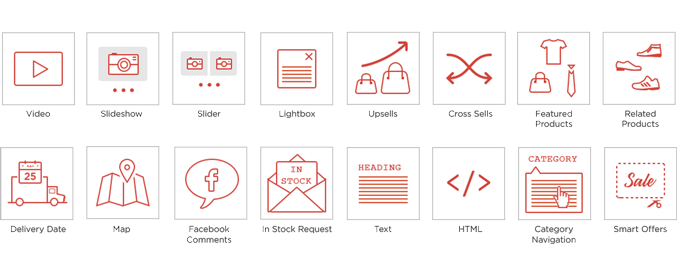 Video
Slideshow
Slider
Lightbox
Upsells
Cross Sells
Featured
Products
Related
Products
25
Delivery Date
Map
f
Facebook
Comments
IN
STOCK
In Stock Request
HEADING
Text
</>
HTML
CATEGORY
Category
Navigation
Sale
Smart Offers